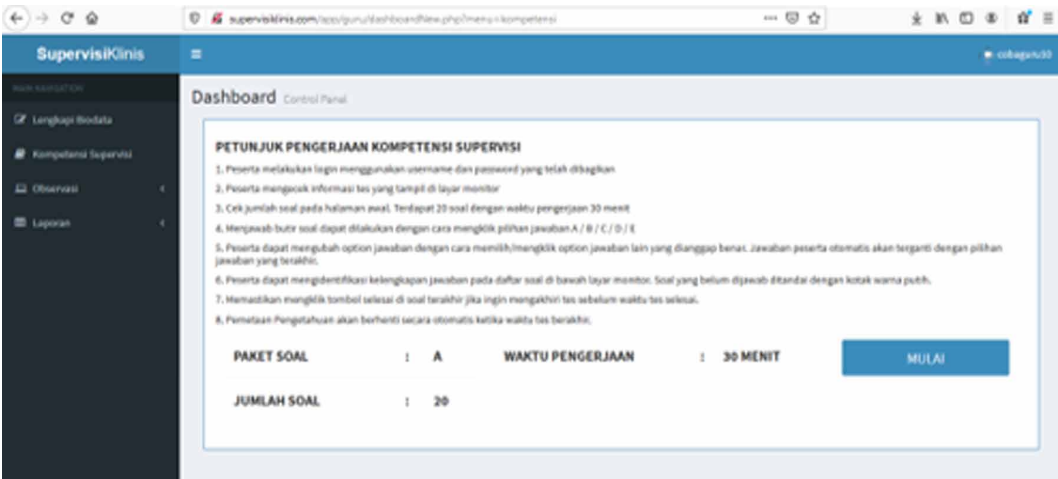 supervisiklinis.com/app/guru/dashboardNew.php?menu=kompetensi
SupervisiKlinis
cobaguru10
MAIN NAVIGATION
Dashboard Control Panel
Lengkapi Biodata
Kompetensi Supervisi
Observasi
Laporan
PETUNJUK PENGERJAAN KOMPETENSI SUPERVISI
1. Peserta melakukan login menggunakan username dan password yang telah dibagikan
2. Peserta mengecek informasi tes yang tampil di layar monitor
3. Cek jumlah soal pada halaman awal. Terdapat 20 soal dengan waktu pengerjaan 30 menit
4. Menjawab butir soal dapat dilakukan dengan cara mengklik pilihan jawaban A / B / C / D / E
5. Peserta dapat mengubah option jawaban dengan cara memilih/mengklik option jawaban lain yang dianggap benar. Jawaban peserta otomatis akan terganti dengan pilihan
jawaban yang terakhir.
6. Peserta dapat mengidentifikasi kelengkapan jawaban pada daftar soal di bawah layar monitor. Soal yang belum dijawab ditandai dengan kotak warna putih.
7. Memastikan mengklik tombol selesai di soal terakhir jika ingin mengakhiri tes sebelum waktu tes selesai.
8. Pemetaan Pengetahuan akan berhenti secara otomatis ketika waktu tes berakhir.
PAKET SOAL : A WAKTU PENGERJAAN : 30 MENIT MULAI
JUMLAH SOAL : 20